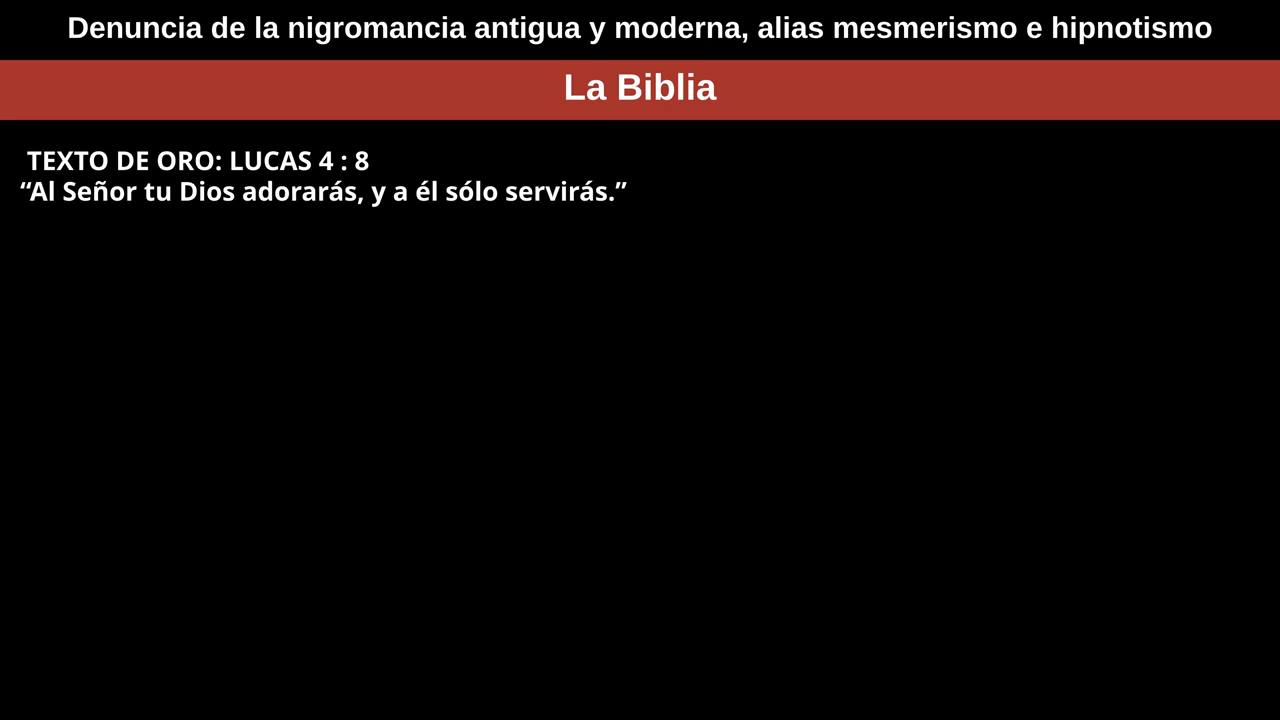 Denuncia de la nigromancia antigua y moderna, alias mesmerismo e hipnotismo
La Biblia
TEXTO DE ORO: LUCAS 4 : 8
“Al Señor tu Dios adorarás, y a él sólo servirás.”